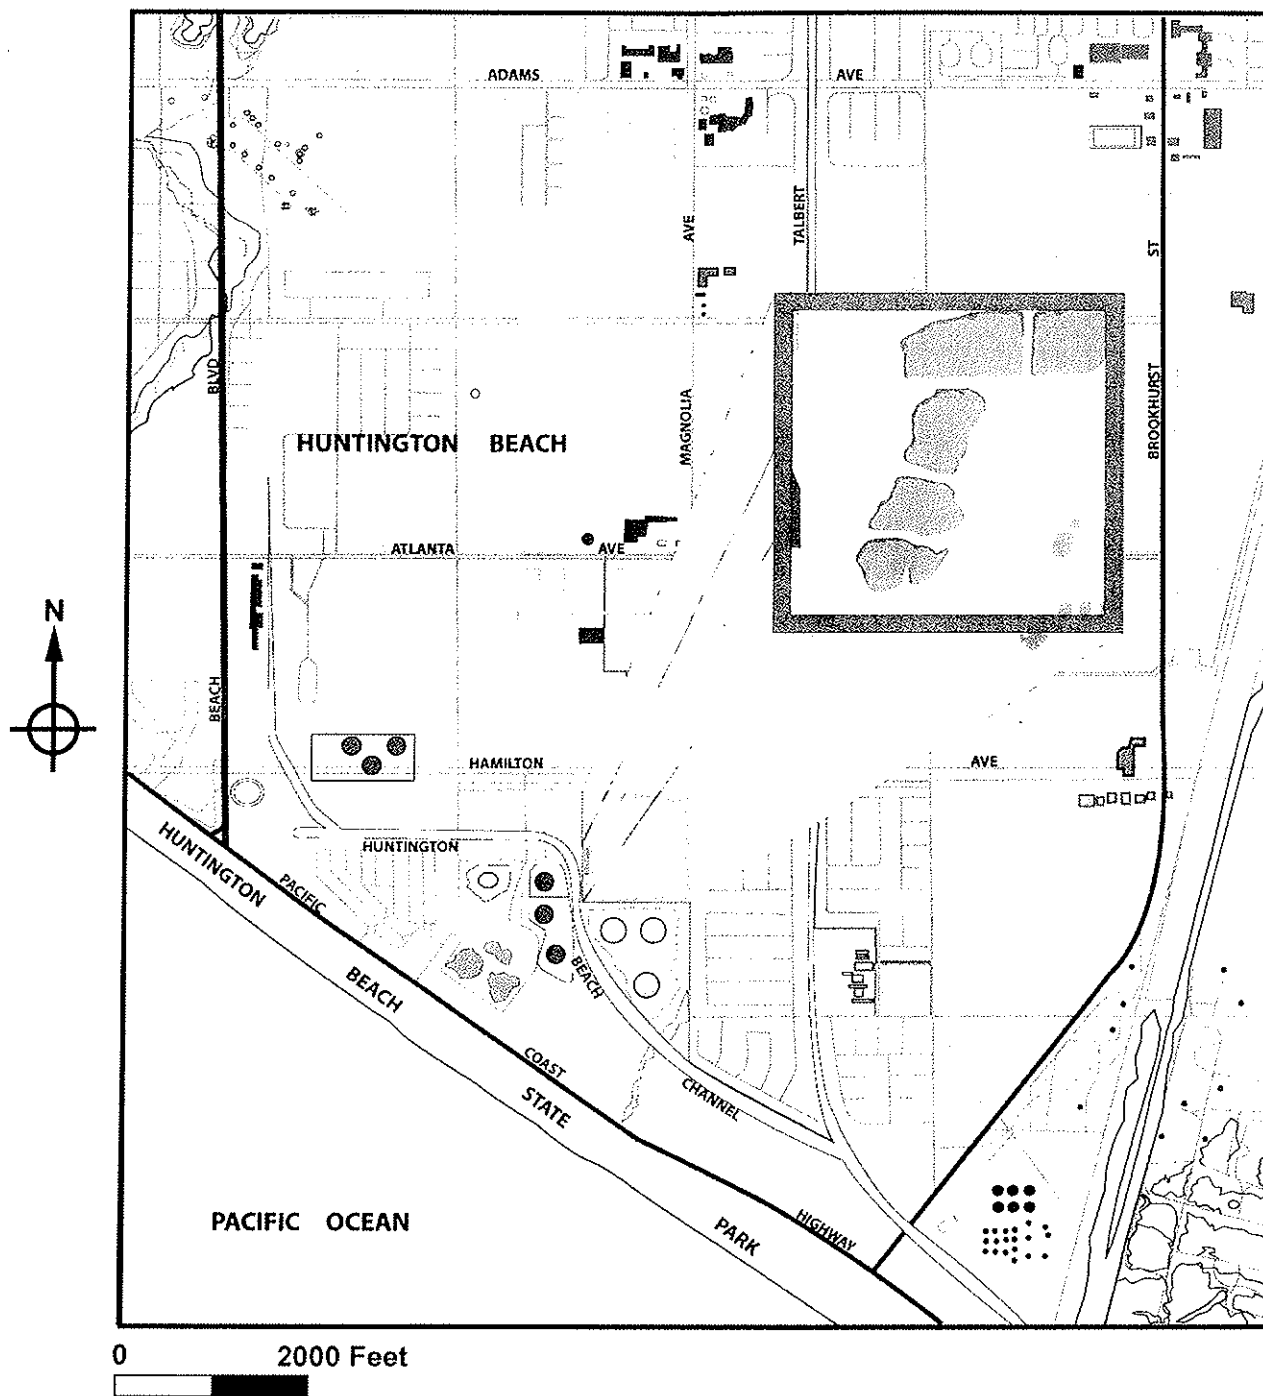 ADAMS AVE
AVE
TALBERT
ST
BLVD
MAGNOLIA
BROOKHURST
HUNTINGTON BEACH
ATLANTA AVE
N
BEACH
HAMILTON AVE
HUNTINGTON
HUNTINGTON
PACIFIC
BEACH
BEACH
COAST
STATE
CHANNEL
PACIFIC OCEAN
PARK
HIGHWAY
0 2000 Feet